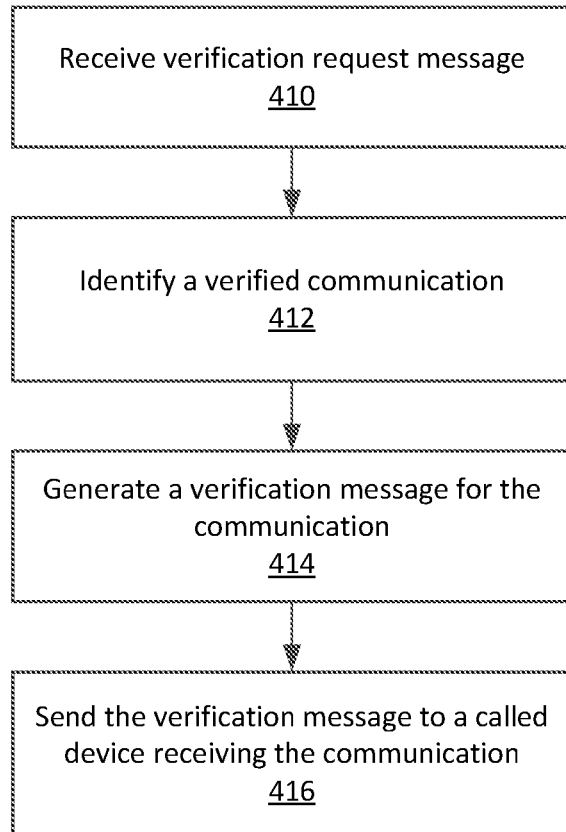 Receive verification request message
410
Identify a verified communication
412
Generate a verification message for the
communication
414
Send the verification message to a called
device receiving the communication
416